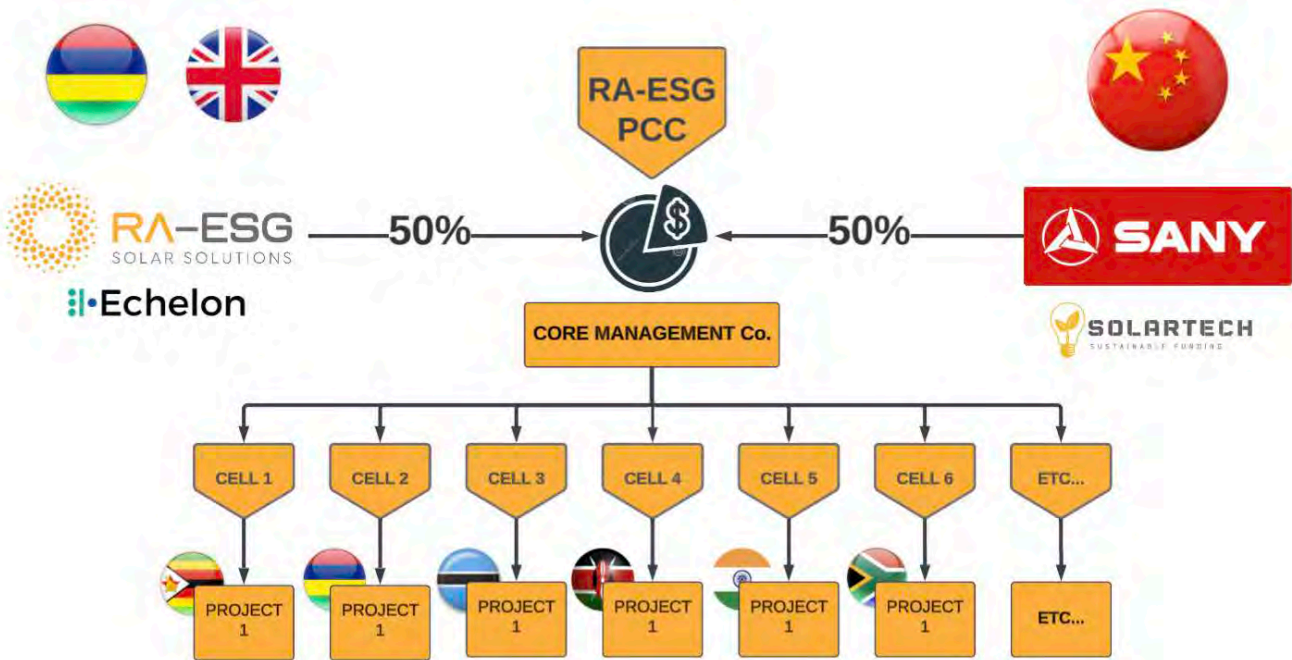 RA-ESG
PCC
RA-ESG
SOLAR SOLUTIONS
50%
$
50%
SANY
Echelon
SOLARTECH
SUSTAINABLE FUNDING
CORE MANAGEMENT Co.
CELL 1
CELL 2
CELL 3
CELL 4
CELL 5
CELL 6
ETC...
PROJECT
1
PROJECT
1
PROJECT
1
PROJECT
1
PROJECT
1
PROJECT
1
ETC...